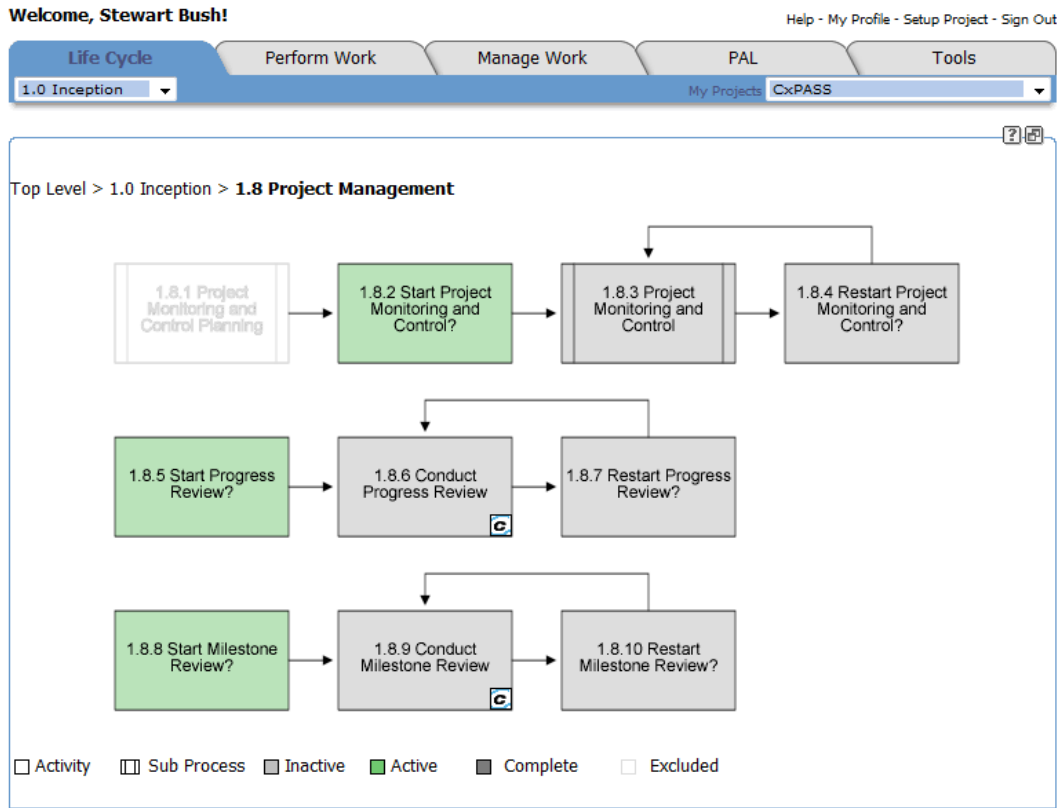 Welcome, Stewart Bush!
Help - My Profile - Setup Project - Sign Out
Life Cycle Perform Work Manage Work PAL Tools
1.0 Inception My Projects CxPASS
?
Top Level > 1.0 Inception > 1.8 Project Management
1.8.1 Project
Monitoring and
Control Planning
1.8.2 Start Project
Monitoring and
Control?
1.8.3 Project
Monitoring and
Control
1.8.4 Restart Project
Monitoring and
Control?
1.8.5 Start Progress
Review?
1.8.6 Conduct
Progress Review
C
1.8.7 Restart Progress
Review?
1.8.8 Start Milestone
Review?
1.8.9 Conduct
Milestone Review
C
1.8.10 Restart
Milestone Review?
Activity Sub Process Inactive Active Complete Excluded